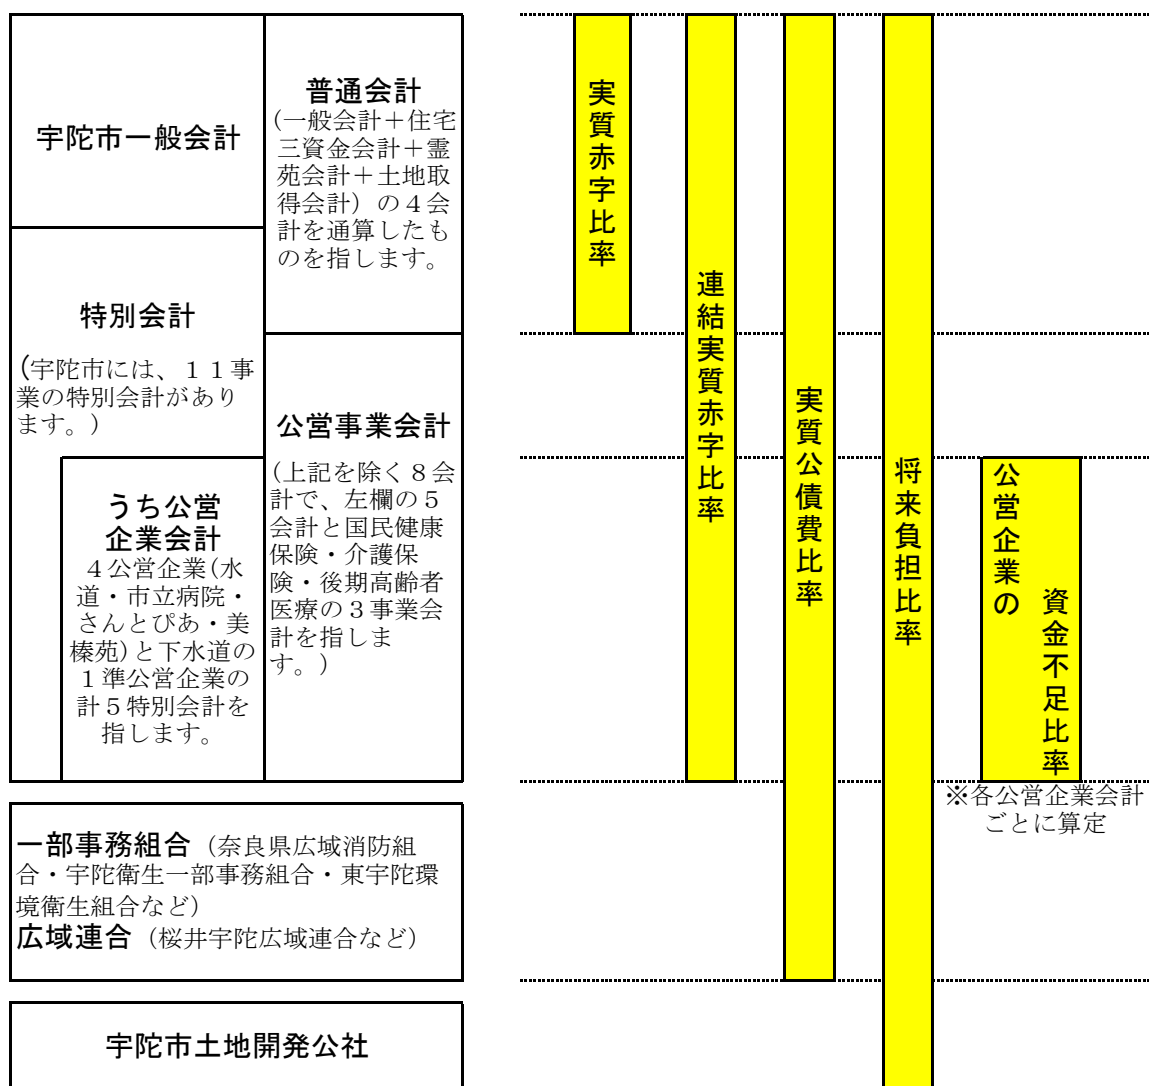 宇陀市一般会計
普通会計
(一般会計＋住宅
三資金会計＋霊
苑会計＋土地取
得会計）の４会
計を通算したも
のを指します。
特別会計
(宇陀市には、１１事
業の特別会計があり
ます。）
うち公営
企業会計
４公営企業(水
道・市立病院・
さんとぴあ・美
榛苑)と下水道の
１準公営企業の
計５特別会計を
指します。
公営事業会計
(上記を除く８会
計で、左欄の５
会計と国民健康
保険・介護保
険・後期高齢者
医療の３事業会
計を指しま
す。）
一部事務組合（奈良県広域消防組
合・宇陀衛生一部事務組合・東宇陀環
境衛生組合など）
広域連合（桜井宇陀広域連合など）
宇陀市土地開発公社
実質赤字比率
連結実質赤字比率
実質公債費比率
将来負担比率
公営企業の
資金不足比率
※各公営企業会計
ごとに算定